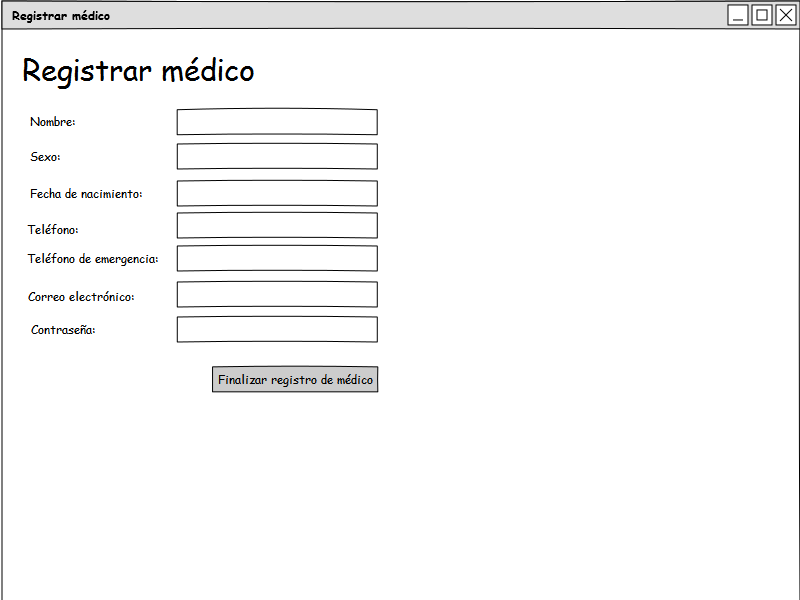 Registrar médico
Registrar médico
Nombre:
Sexo:
Fecha de nacimiento:
Teléfono:
Teléfono de emergencia:
Correo electrónico:
Contraseña:
Finalizar registro de médico